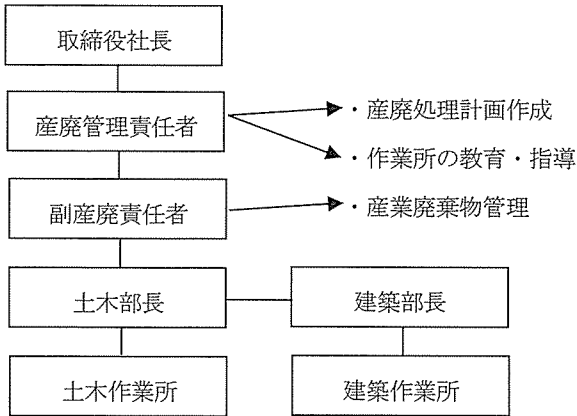 取締役社長
産廃管理責任者
・産廃処理計画作成
・作業所の教育・指導
副産廃責任者
・産業廃棄物管理
土木部長
建築部長
土木作業所
建築作業所